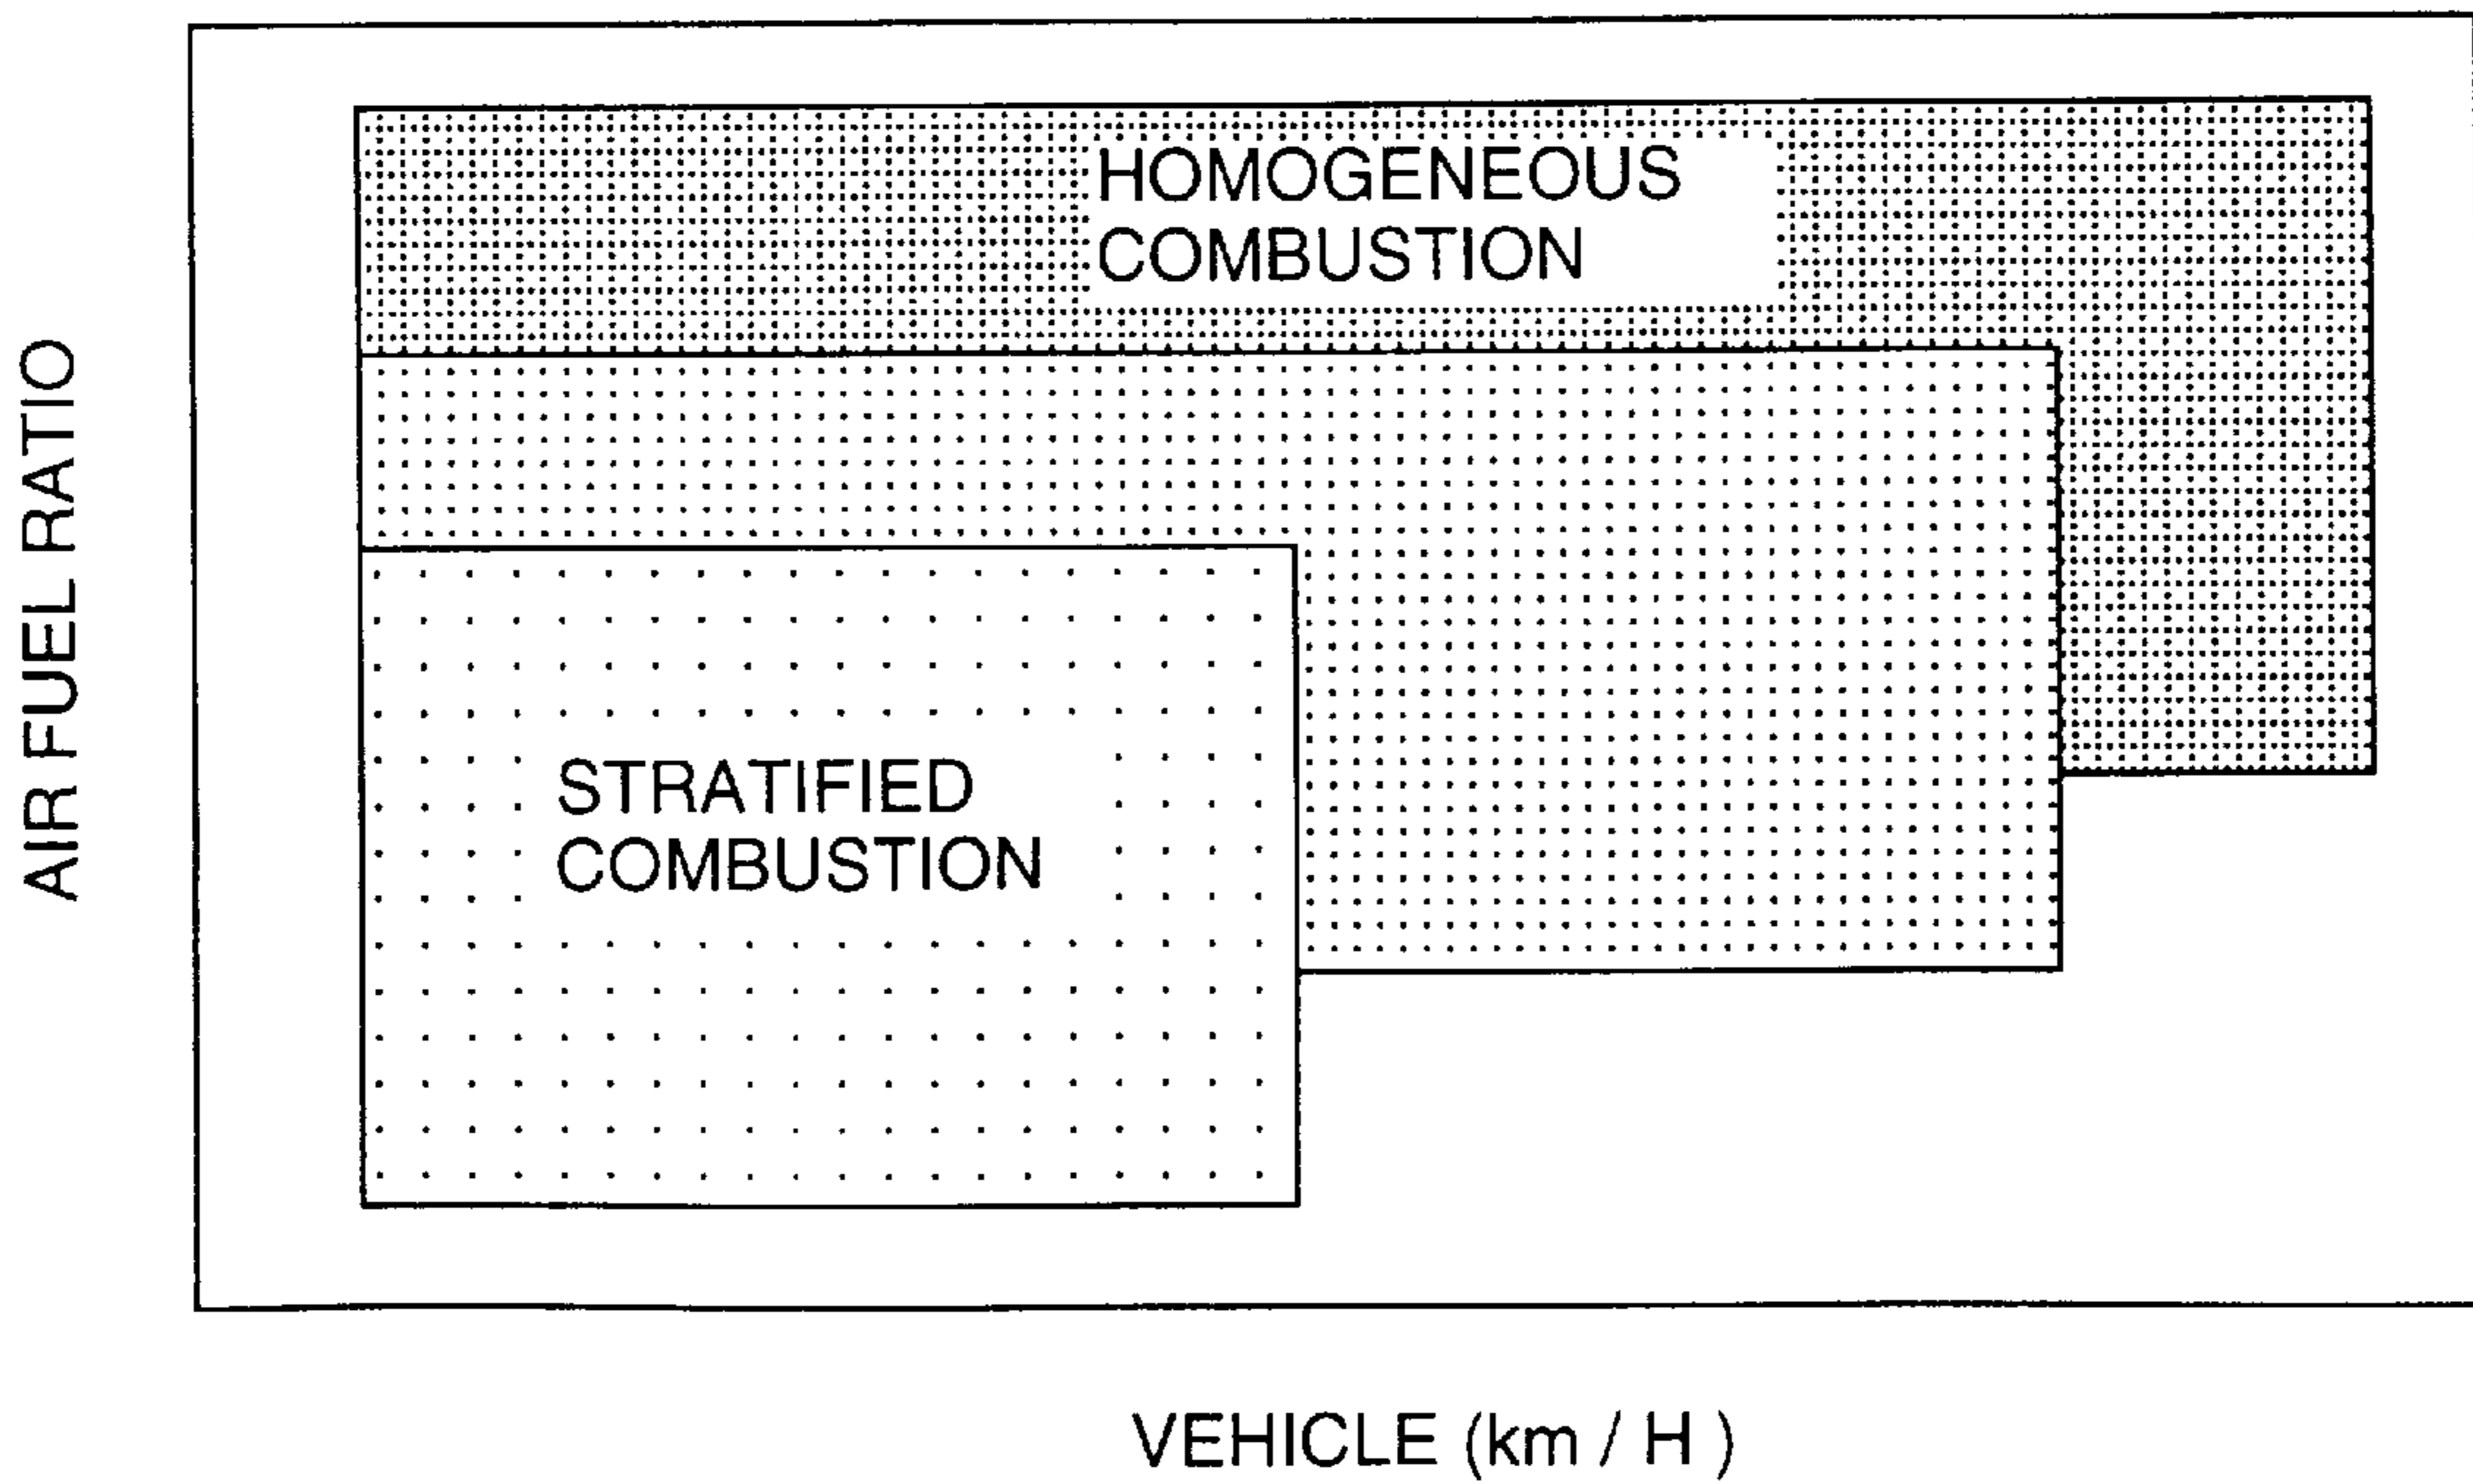 HOMOGENEOUS
COMBUSTION
AIR FUEL RATIO
STRATIFIED
COMBUSTION
VEHICLE (km / H )